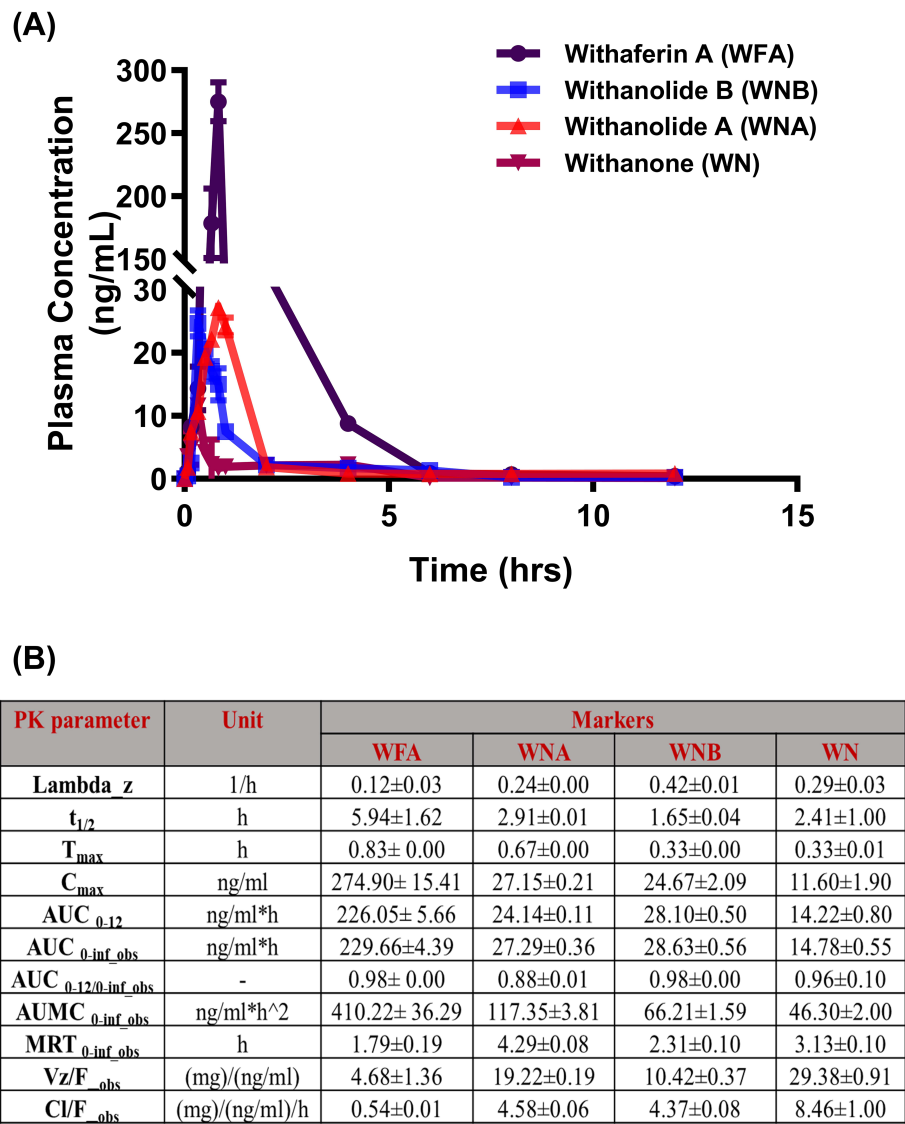 (A)
Withaferin A (WFA)
Withanolide B (WNB)
Withanolide A (WNA)
Withanone (WN)
Plasma Concentration
(ng/mL)
300
250
200
150
30
20
10
0
0 5 10 15
Time (hrs)
(B)
PK parameter Unit Markers
WFA WNA WNB WN
Lambda_z 1/h 0.12±0.03 0.24±0.00 0.42±0.01 0.29±0.03
t1/2 h 5.94±1.62 2.91±0.01 1.65±0.04 2.41±1.00
Tmax h 0.83± 0.00 0.67±0.00 0.33±0.00 0.33±0.01
Cmax ng/ml 274.90± 15.41 27.15±0.21 24.67±2.09 11.60±1.90
AUC 0-12 ng/ml*h 226.05± 5.66 24.14±0.11 28.10±0.50 14.22±0.80
AUC 0-inf_obs ng/ml*h 229.66±4.39 27.29±0.36 28.63±0.56 14.78±0.55
AUC 0-12/0-inf_obs - 0.98± 0.00 0.88±0.01 0.98±0.00 0.96±0.10
AUMC 0-inf_obs ng/ml*h^2 410.22± 36.29 117.35±3.81 66.21±1.59 46.30±2.00
MRT 0-inf_obs h 1.79±0.19 4.29±0.08 2.31±0.10 3.13±0.10
Vz/F_obs (mg)/(ng/ml) 4.68±1.36 19.22±0.19 10.42±0.37 29.38±0.91
Cl/F_obs (mg)/(ng/ml)/h 0.54±0.01 4.58±0.06 4.37±0.08 8.46±1.00